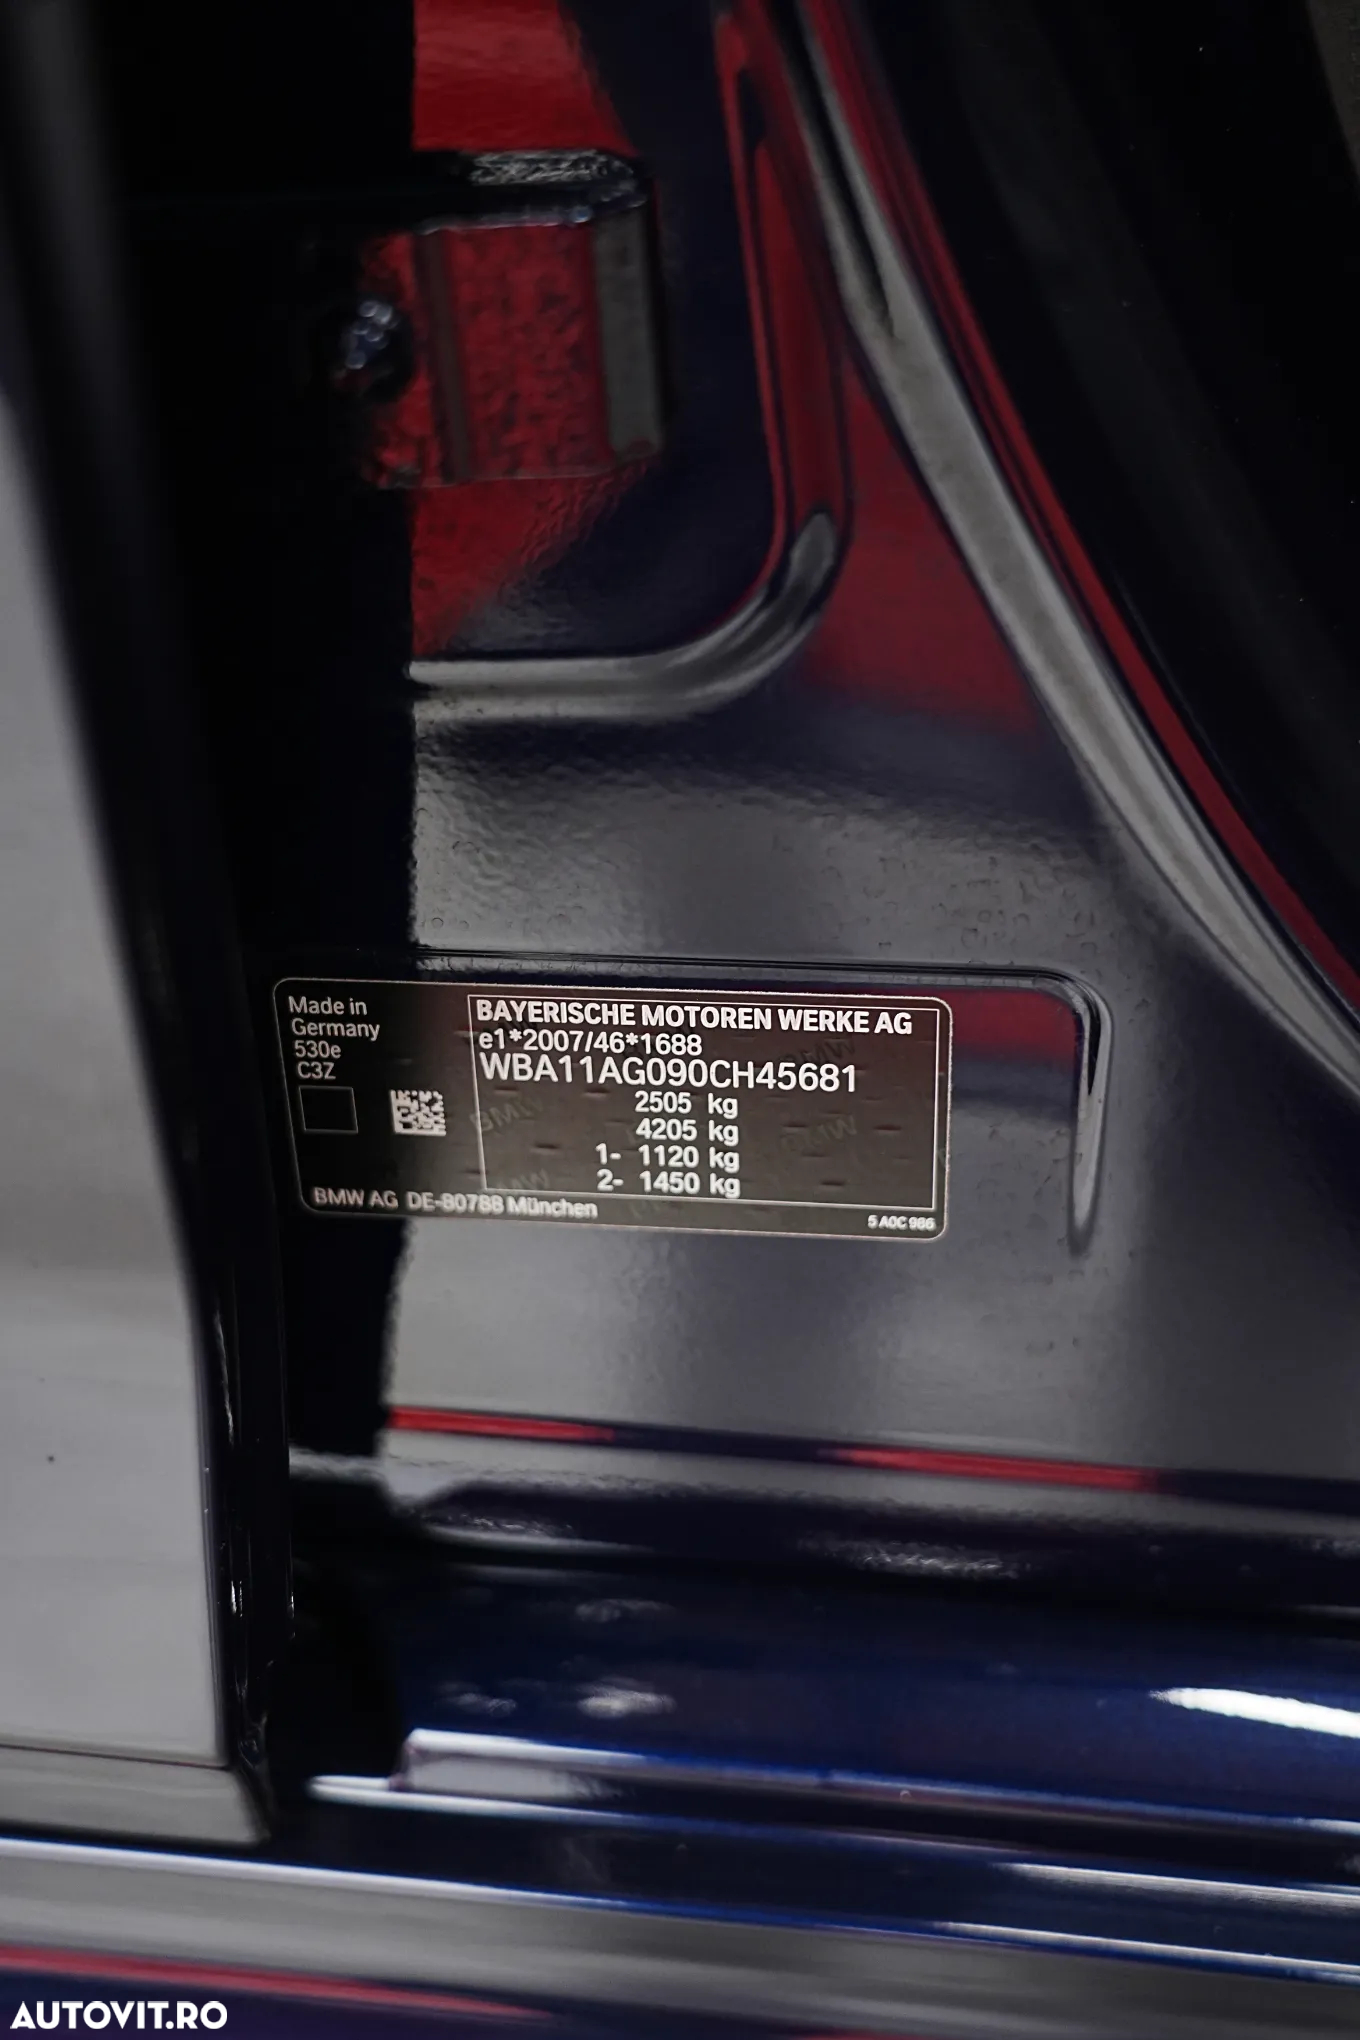 Made in
Germany
530e
C3Z
BAYERISCHE MOTOREN WERKE AG
e1*2007/46*1688
WBA11AG090CH45681
2505 kg
4205 kg
1- 1120 kg
2- 1450 kg
BMW AG DE-80788 München
5 A0C 986
AUTOVIT.RO